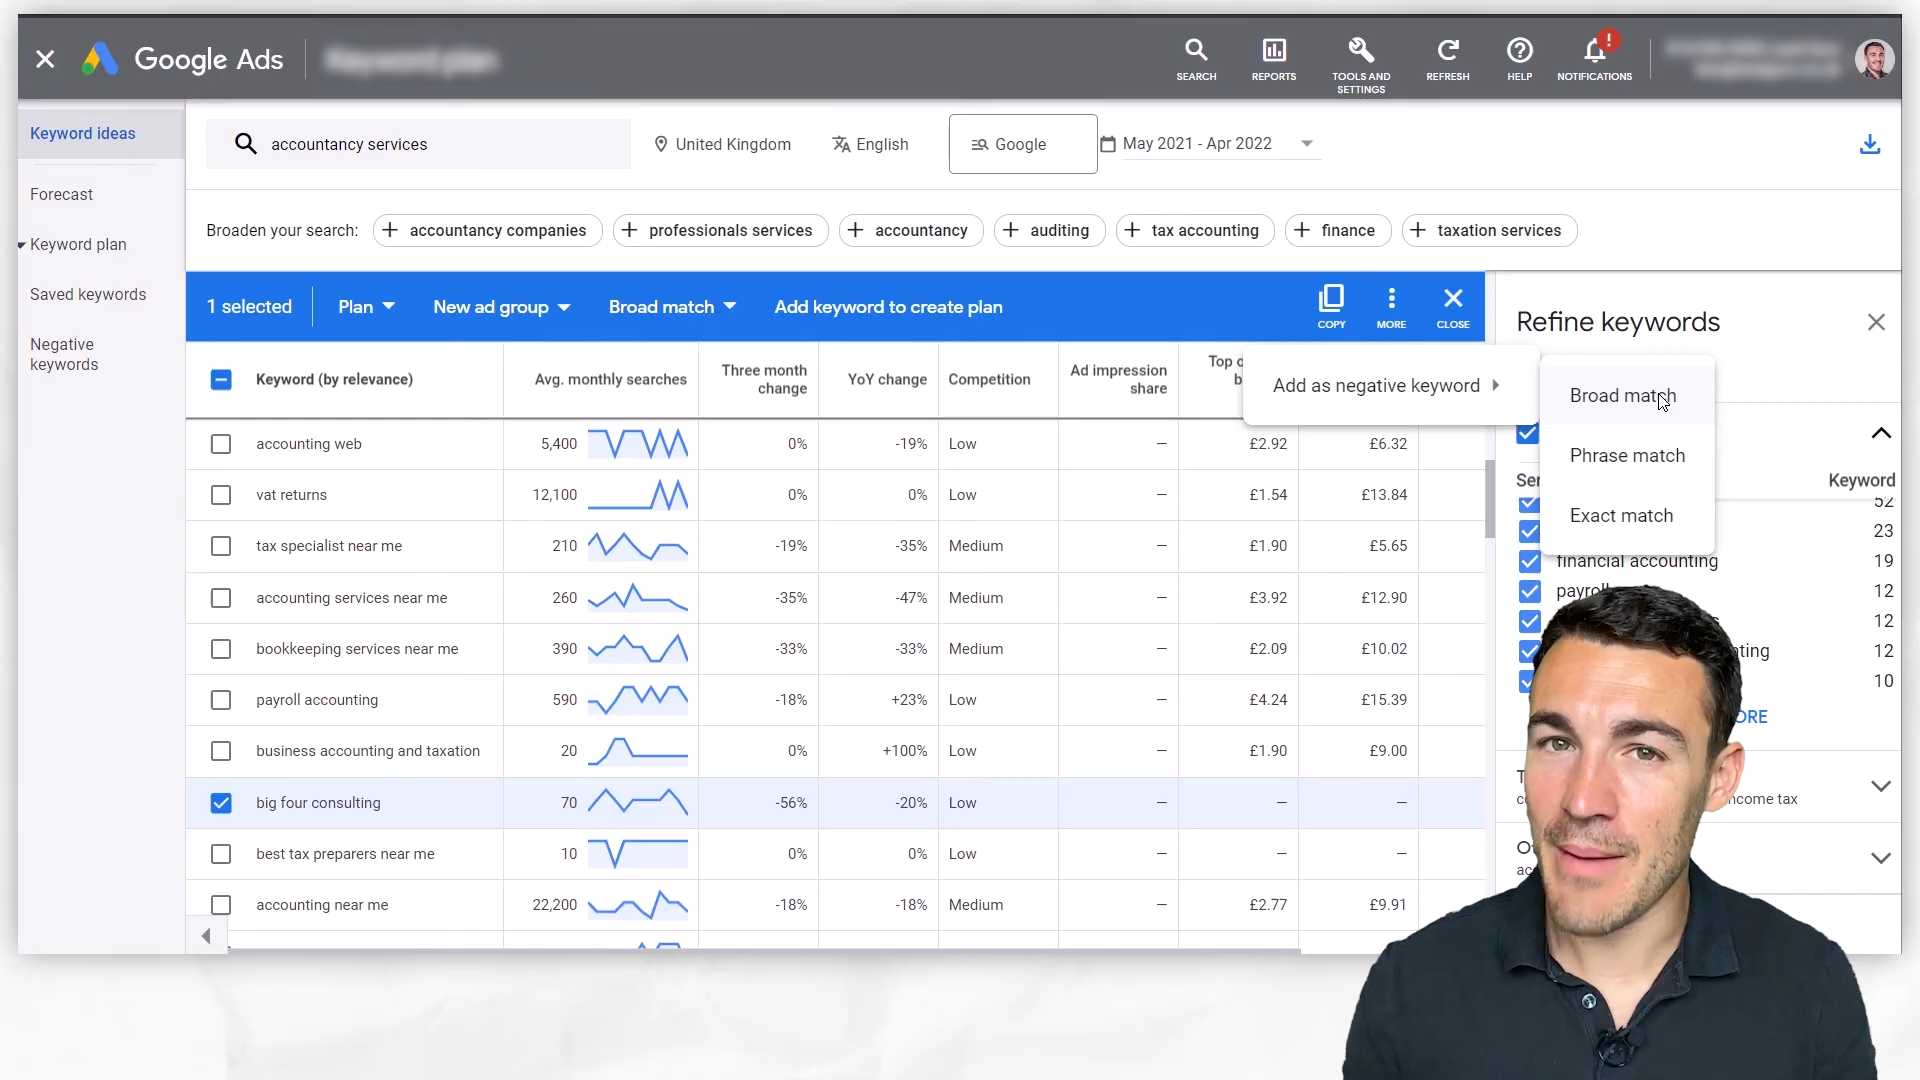 Google Ads
SEARCH
REPORTS
TOOLS AND
SETTINGS
REFRESH
HELP
!
NOTIFICATIONS
Keyword ideas
Forecast
Keyword plan
Saved keywords
Negative
keywords
accountancy services
United Kingdom
English
Google
May 2021 - Apr 2022
Broaden your search:
accountancy companies
professionals services
accountancy
auditing
tax accounting
finance
taxation services
1 selected
Plan
New ad group
Broad match
Add keyword to create plan
COPY
MORE
CLOSE
Refine keywords
Add as negative keyword
Broad match
Phrase match
Exact match
Keyword (by relevance)
Avg. monthly searches
Three month
change
YoY change
Competition
Ad impression
share
Top
accounting web 5,400 0% -19% Low – £2.92 £6.32
vat returns 12,100 0% 0% Low – £1.54 £13.84
tax specialist near me 210 -19% -35% Medium – £1.90 £5.65
accounting services near me 260 -35% -47% Medium – £3.92 £12.90
bookkeeping services near me 390 -33% -33% Medium – £2.09 £10.02
payroll accounting 590 -18% +23% Low – £4.24 £15.39
business accounting and taxation 20 0% +100% Low – £1.90 £9.00
big four consulting 70 -56% -20% Low – – –
best tax preparers near me 10 0% 0% Low – – –
accounting near me 22,200 -18% -18% Medium – £2.77 £9.91
Keyword
52
23
financial accounting 19
payroll 12
12
12
10
income tax